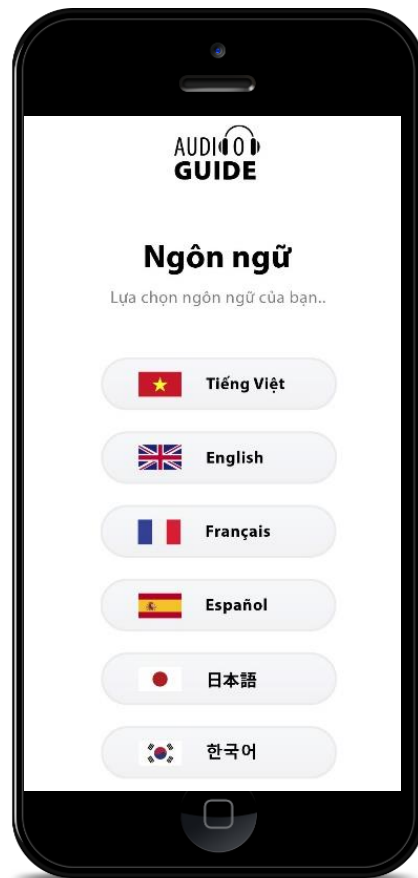 AUDIO
GUIDE
Ngôn ngữ
Lựa chọn ngôn ngữ của bạn..
Tiếng Việt
English
Français
Español
日本語
한국어